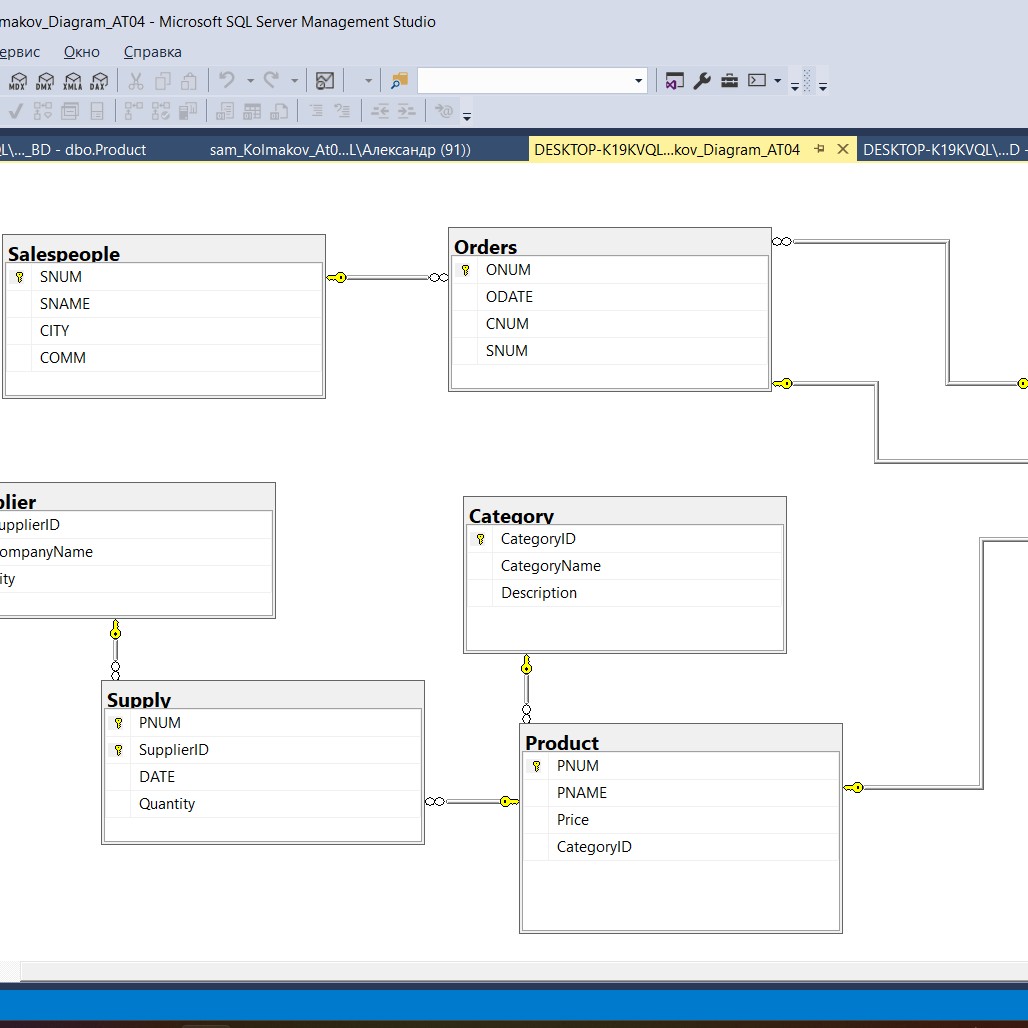 makov_Diagram_AT04 - Microsoft SQL Server Management Studio
ервис Окно Справка
MDX DMX XMLA DAX
QL\..._BD - dbo.Product
sam_Kolmakov_At0...L\Александр (91))
DESKTOP-K19KVQL...kov_Diagram_AT04
DESKTOP-K19KVQL\...D -
Salespeople
SNUM
SNAME
CITY
COMM
Orders
ONUM
ODATE
CNUM
SNUM
plier
upplierID
ompanyName
ity
Category
CategoryID
CategoryName
Description
Supply
PNUM
SupplierID
DATE
Quantity
Product
PNUM
PNAME
Price
CategoryID